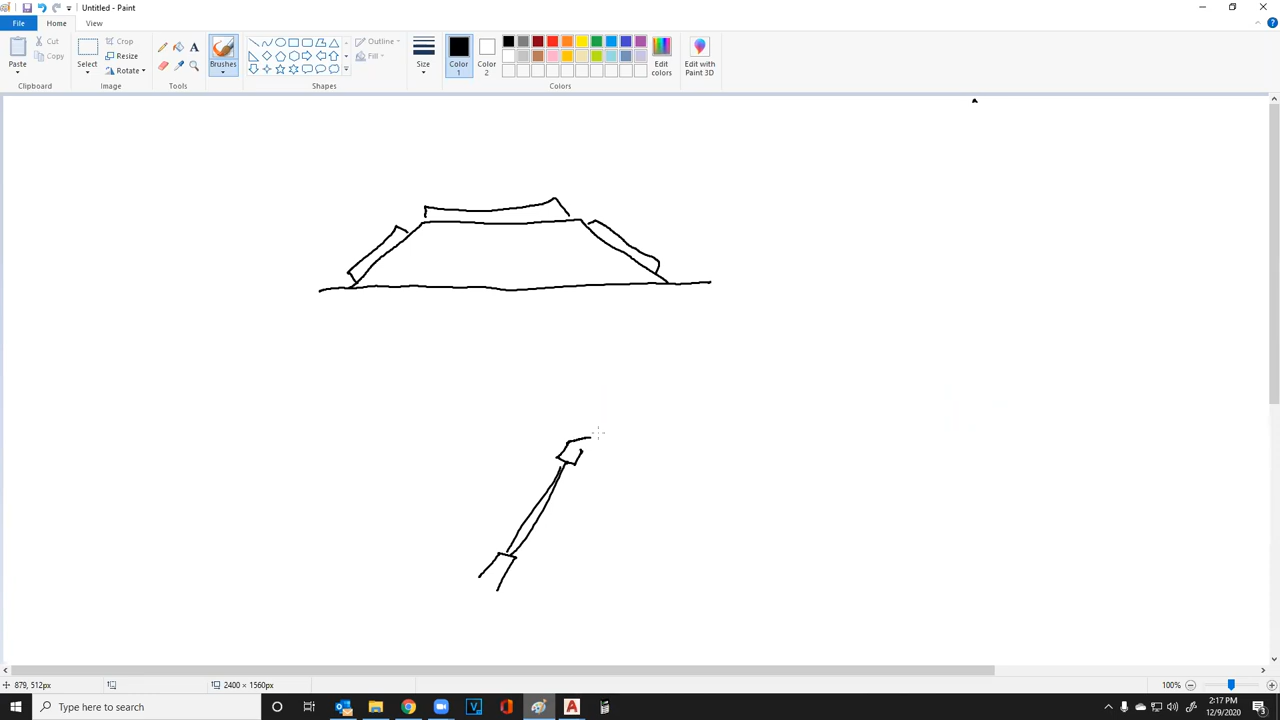 Untitled - Paint
File
Home
View
Paste
Cut
Copy
Clipboard
Select
Crop
Resize
Rotate
Image
A
Tools
Brushes
Outline
Fill
Shapes
Size
Color 1
Color 2
Edit colors
Colors
Edit with Paint 3D
879, 512px
2400 × 1560px
100%
Type here to search
V
A
2:17 PM
12/9/2020